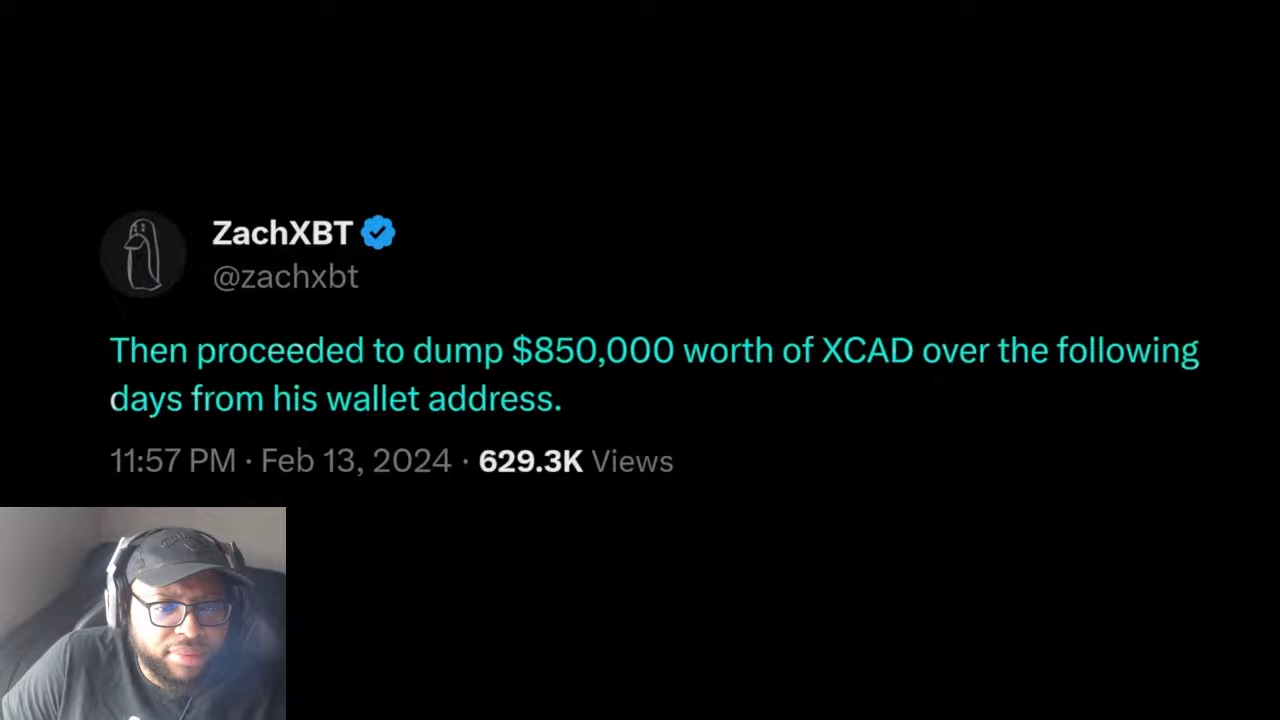 ZachXBT
@zachxbt
Then proceeded to dump $850,000 worth of XCAD over the following
days from his wallet address.
11:57 PM · Feb 13, 2024 · 629.3K Views